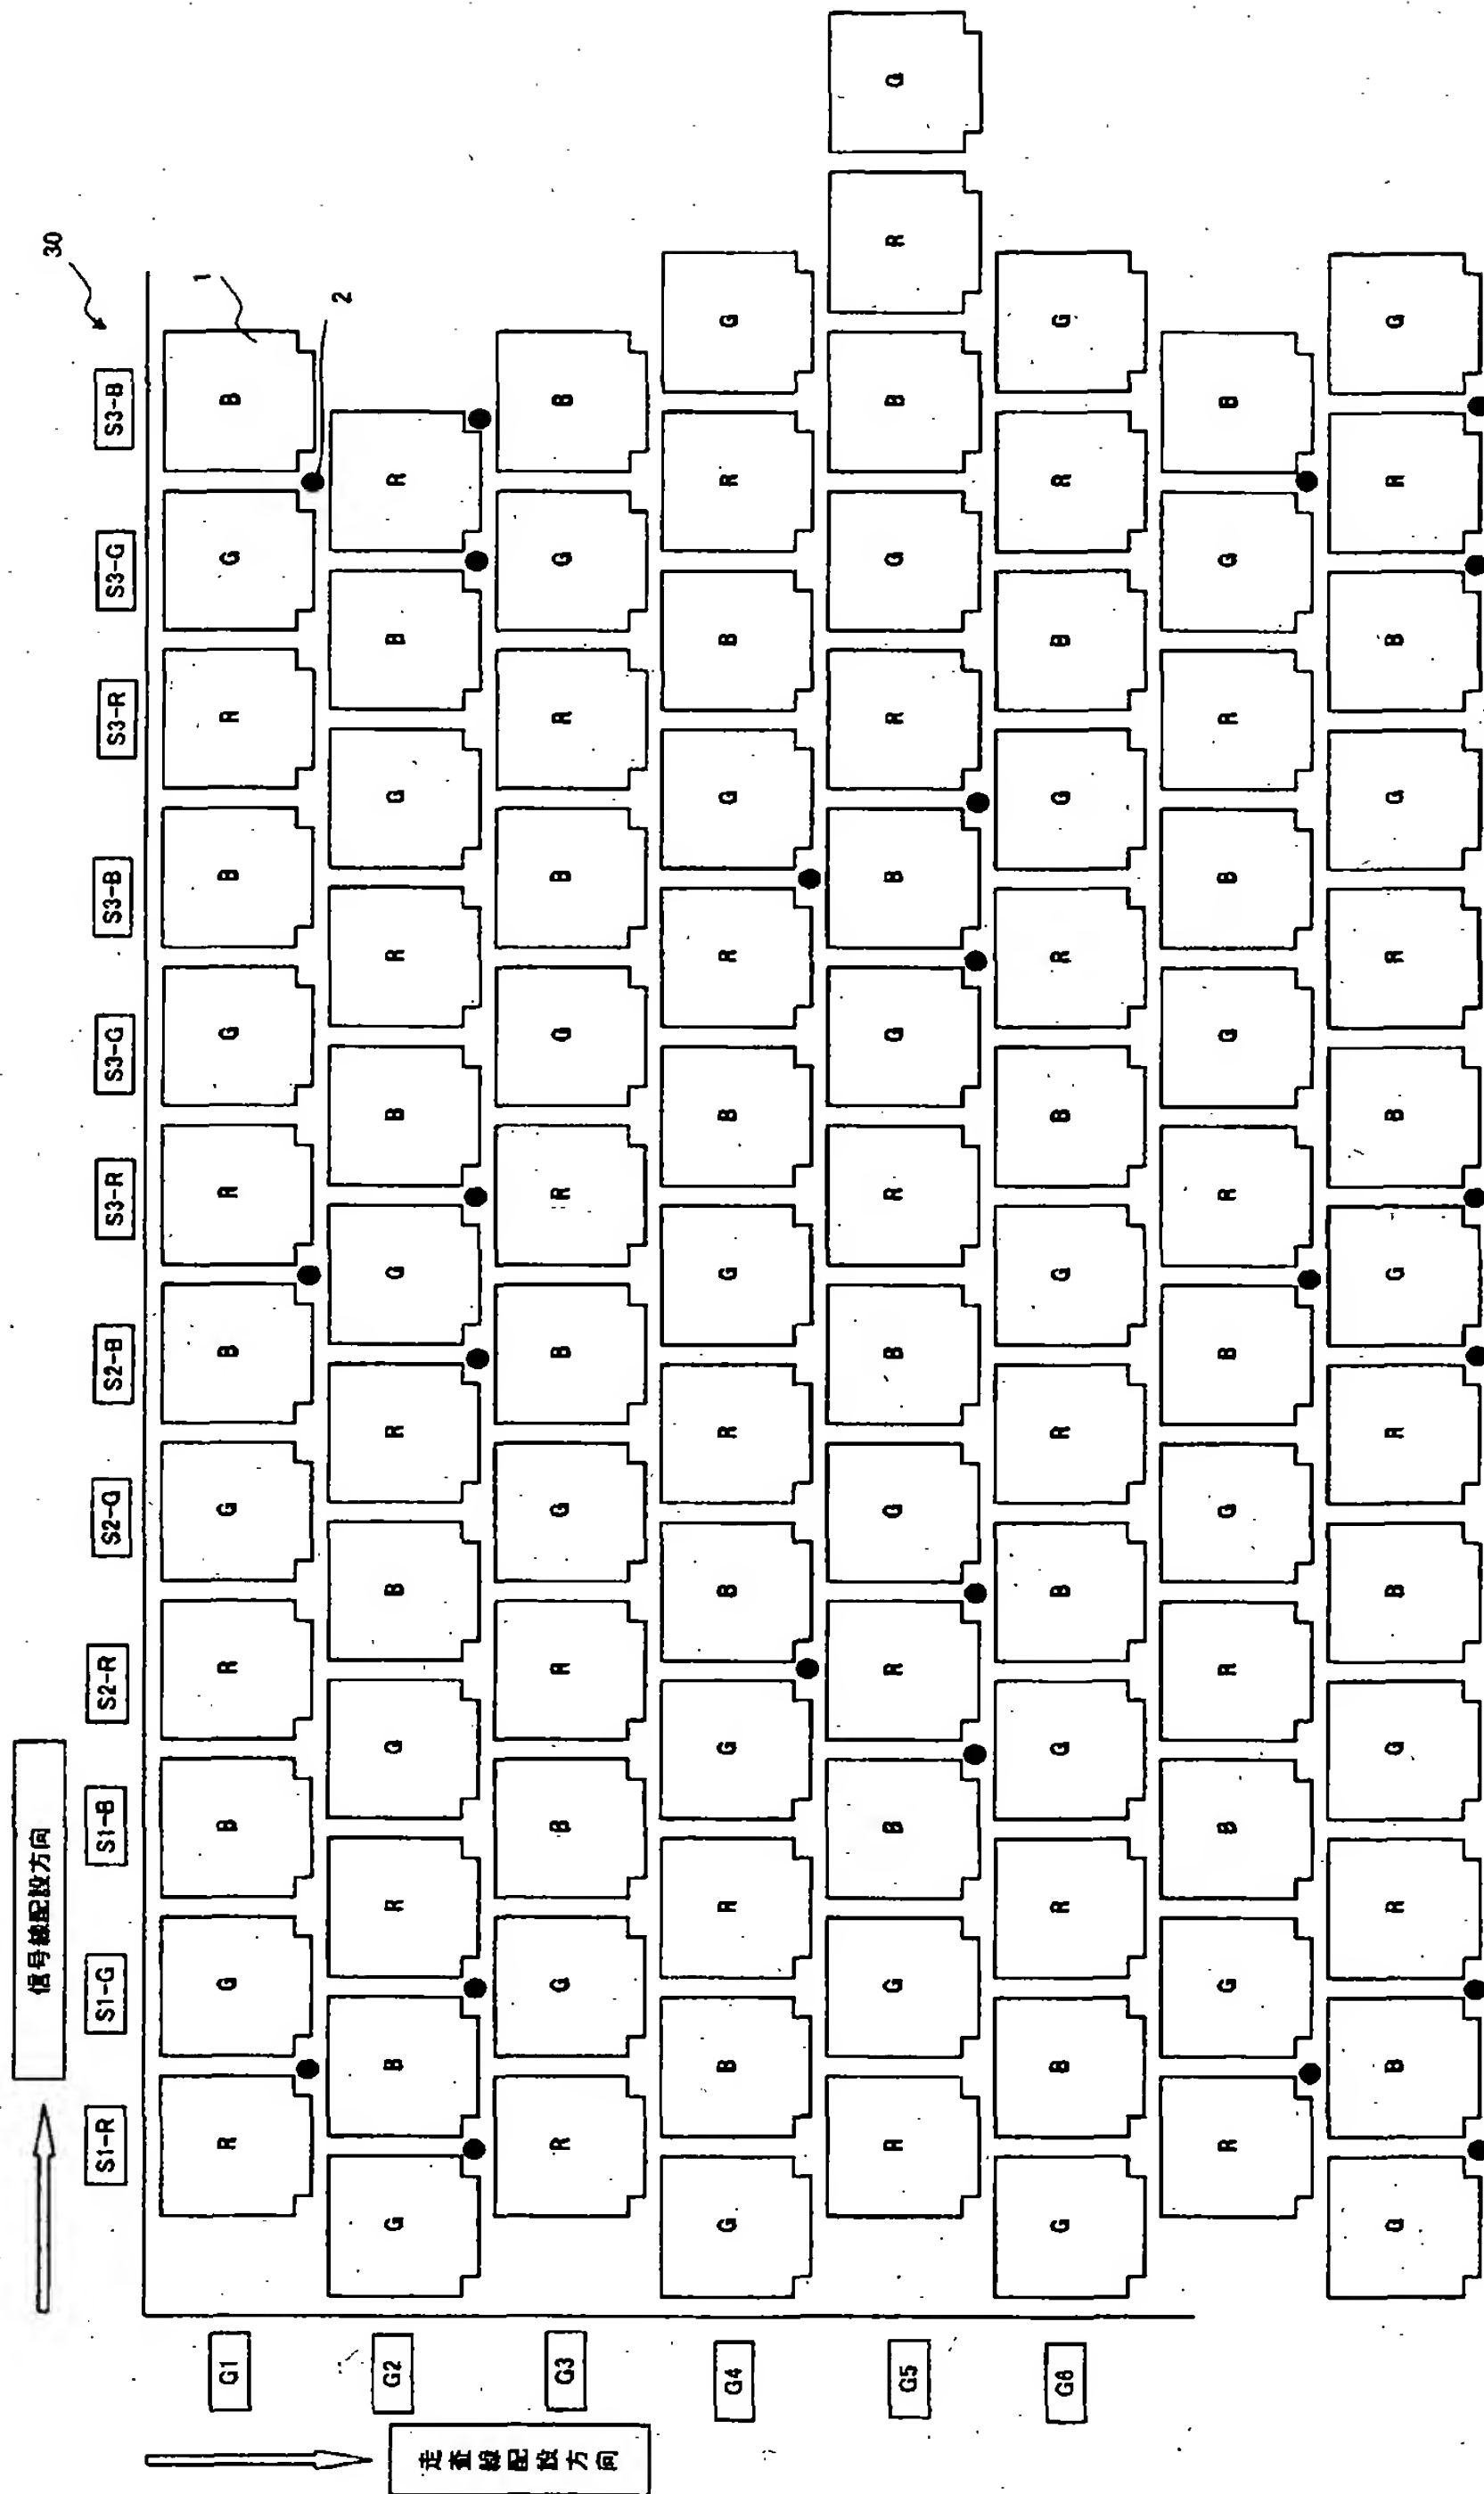 信号線配設方向
30
S1-R S1-G S1-B S2-R S2-G S2-B S3-R S3-G S3-B S3-R S3-G S3-B
1
2
走査線配設方向
G1 R G B R G B R G B R G B
G2 G B R G B R G B R G B R
G3 R G B R G B R G B R G B
G4 G B R G B R G B R G B R G
G5 R G B R G B R G B R G B R G
G6 G B R G B R G B R G B R G
R G B R G B R G B R G B
G B R G B R G B R G B R G